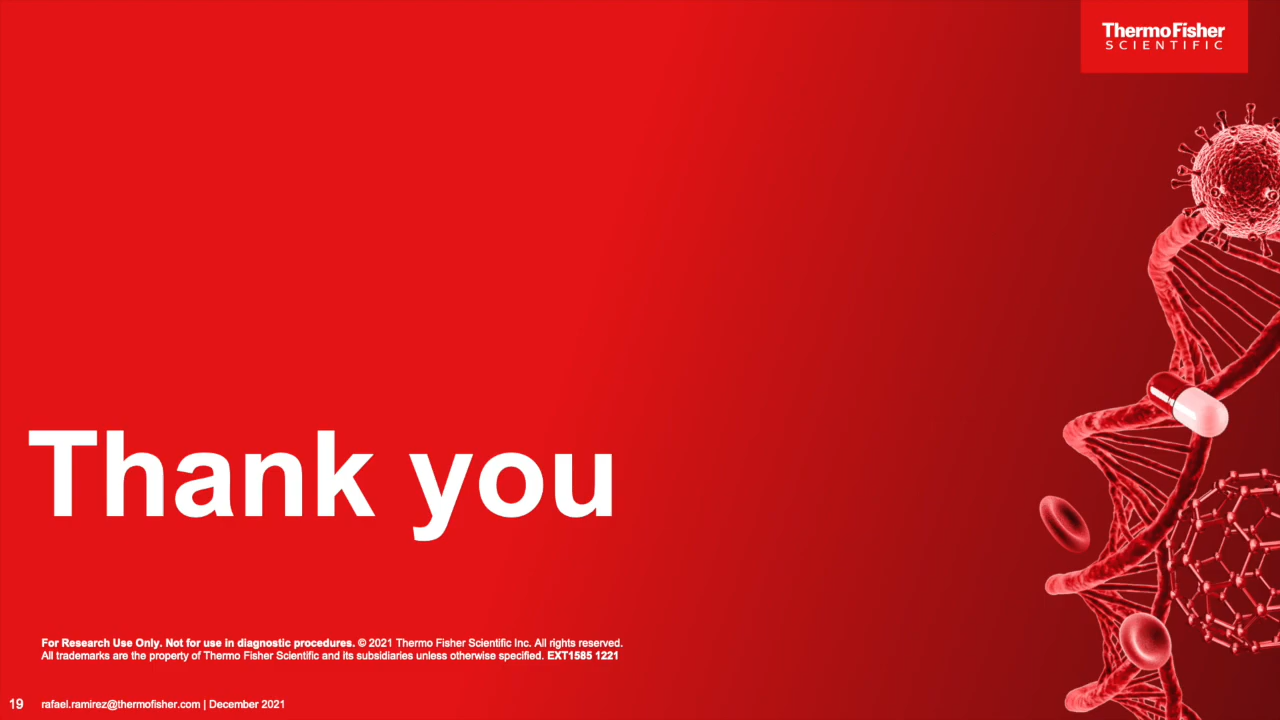 ThermoFisher
SCIENTIFIC
Thank you
For Research Use Only. Not for use in diagnostic procedures. © 2021 Thermo Fisher Scientific Inc. All rights reserved.
All trademarks are the property of Thermo Fisher Scientific and its subsidiaries unless otherwise specified. EXT1585 1221
19 rafael.ramirez@thermofisher.com | December 2021